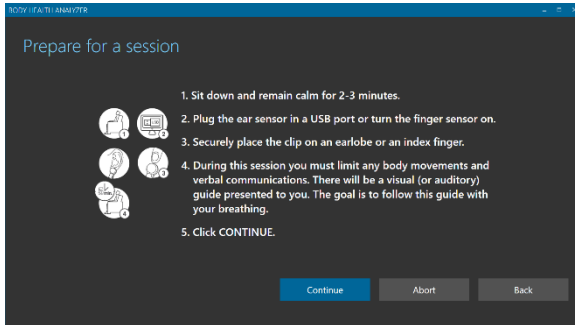 BODY HEALTH ANALYZER
Prepare for a session
1. Sit down and remain calm for 2-3 minutes.
2. Plug the ear sensor in a USB port or turn the finger sensor on.
3. Securely place the clip on an earlobe or an index finger.
4. During this session you must limit any body movements and
verbal communications. There will be a visual (or auditory)
guide presented to you. The goal is to follow this guide with
your breathing.
5. Click CONTINUE.
1
2
3
4
Continue
Abort
Back